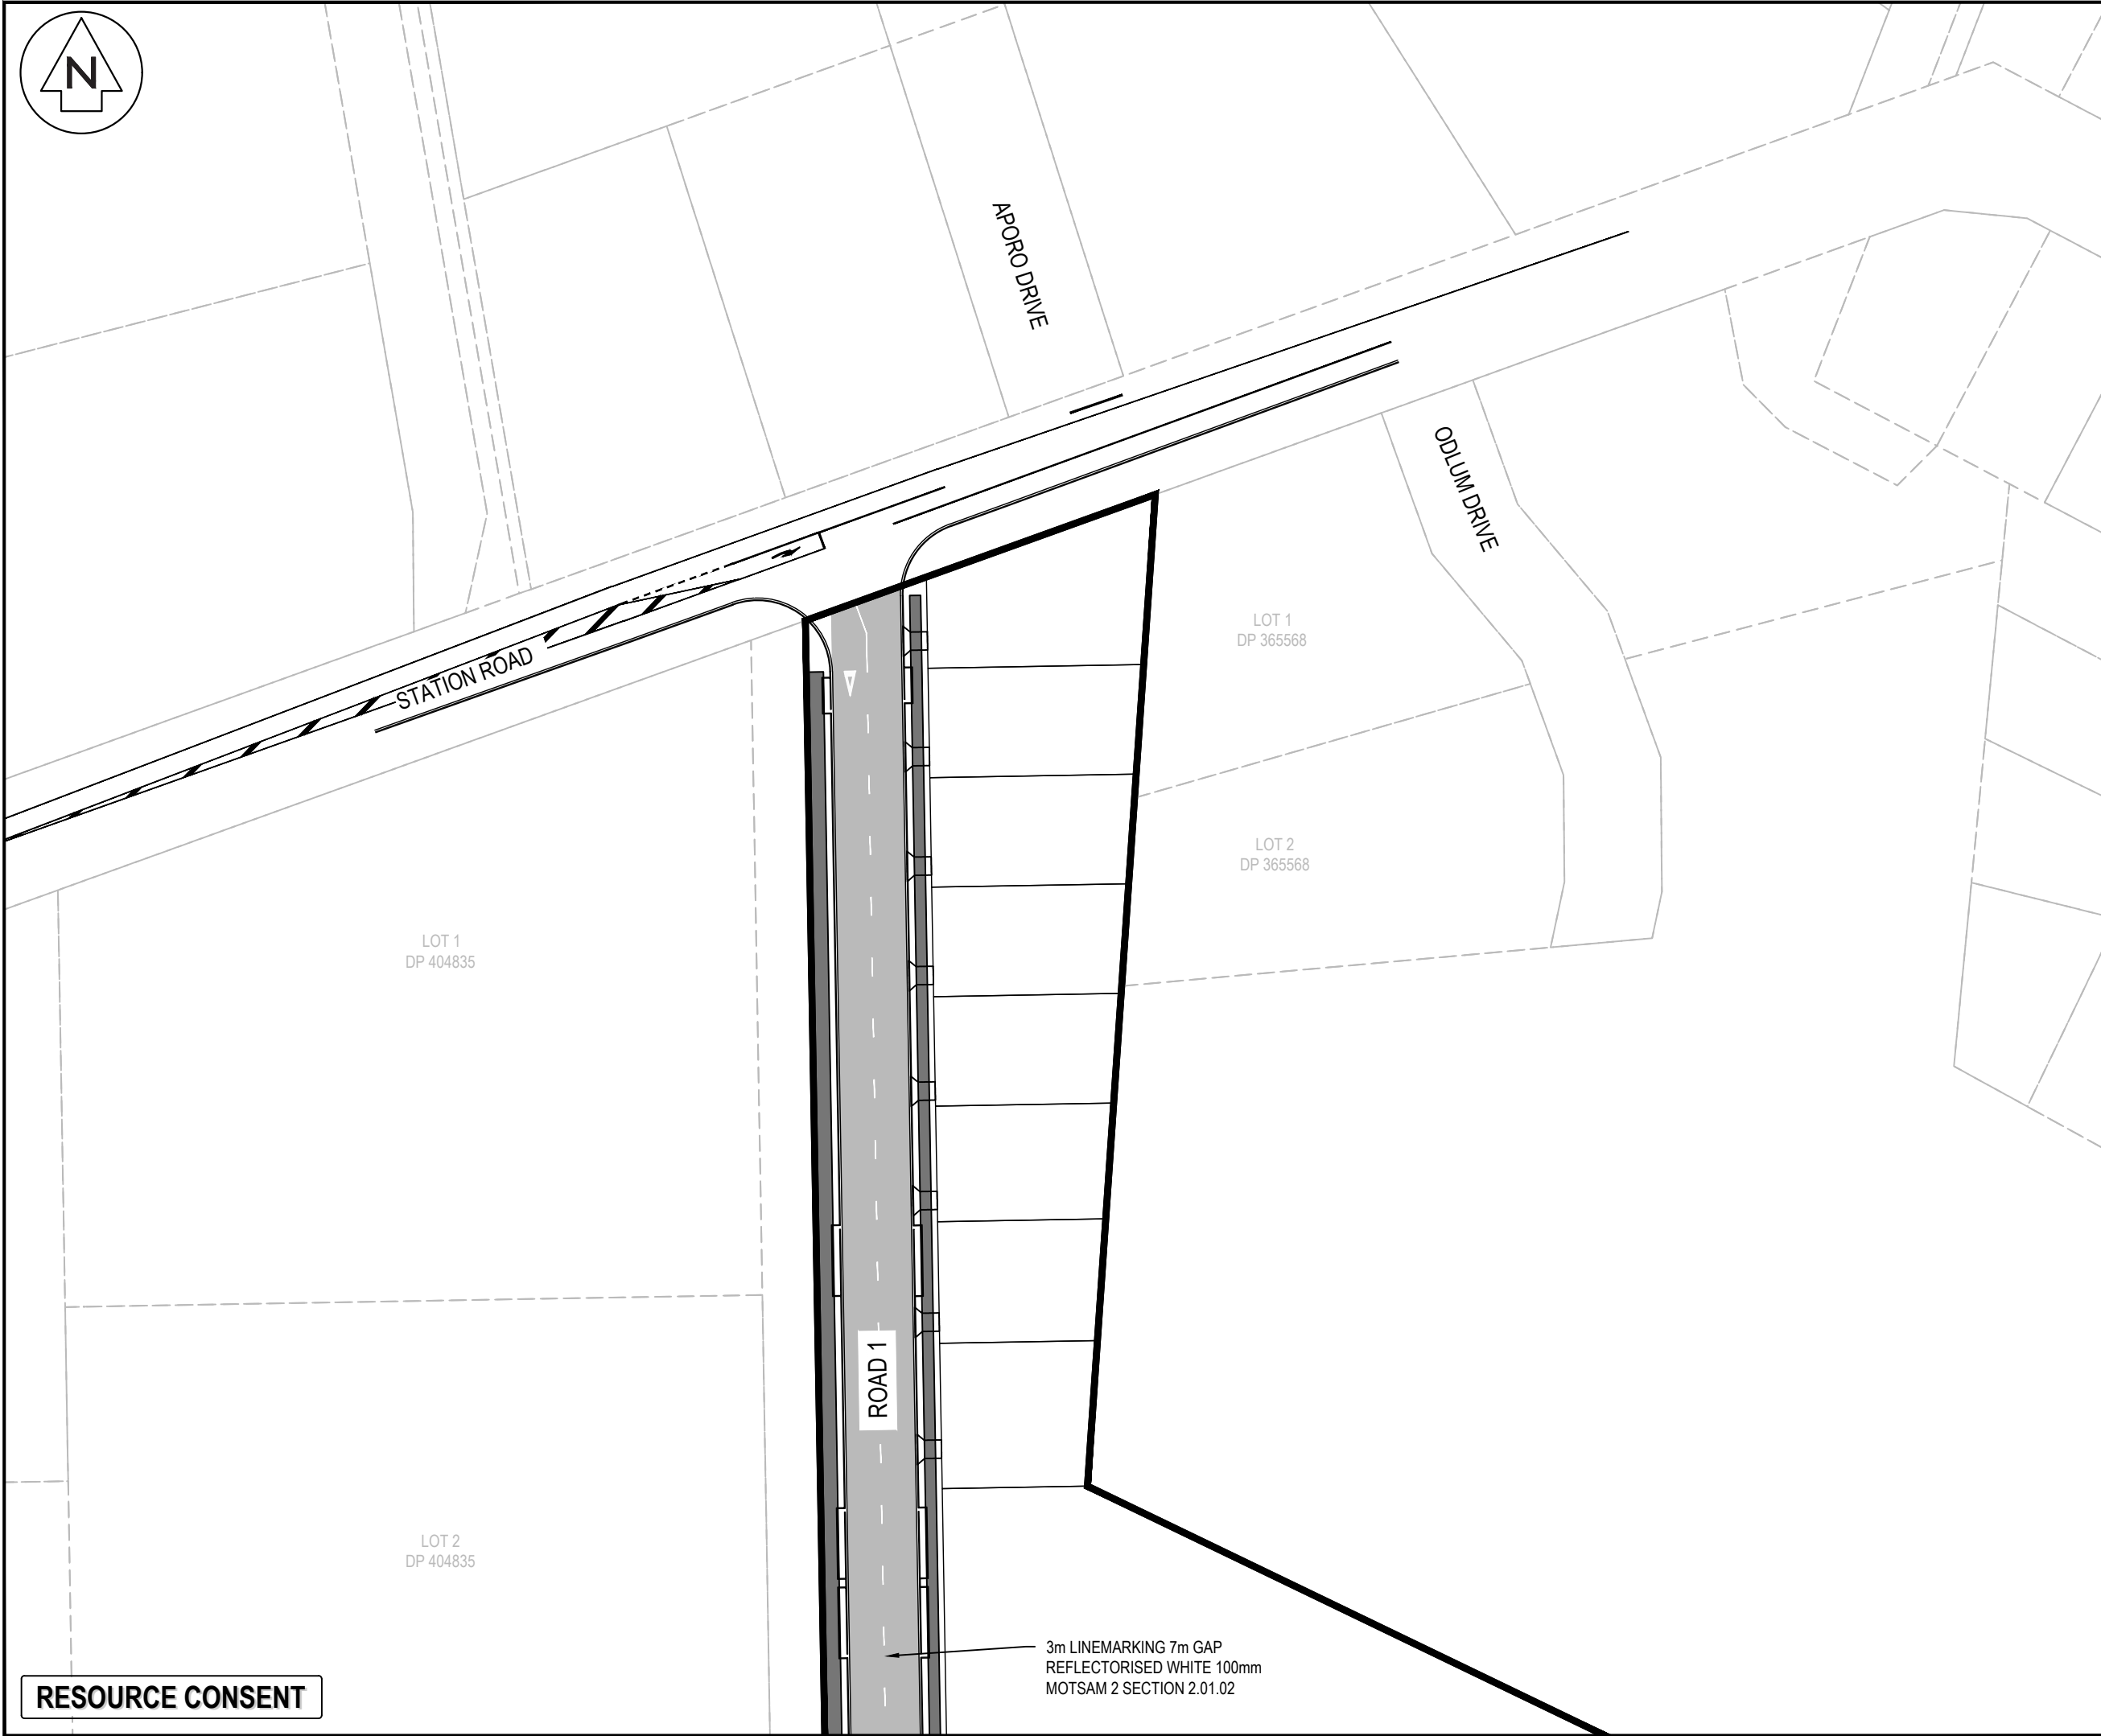 N
APORO DRIVE
ODLUM DRIVE
STATION ROAD
LOT 1
DP 365568
LOT 2
DP 365568
LOT 1
DP 404835
ROAD 1
LOT 2
DP 404835
3m LINEMARKING 7m GAP
REFLECTORISED WHITE 100mm
MOTSAM 2 SECTION 2.01.02
RESOURCE CONSENT